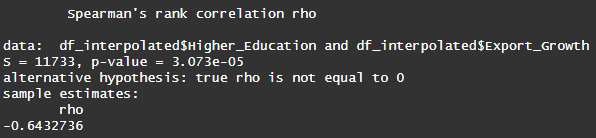 Spearman's rank correlation rho
data: df_interpolated$Higher_Education and df_interpolated$Export_Growth
S = 11733, p-value = 3.073e-05
alternative hypothesis: true rho is not equal to 0
sample estimates:
rho
-0.6432736